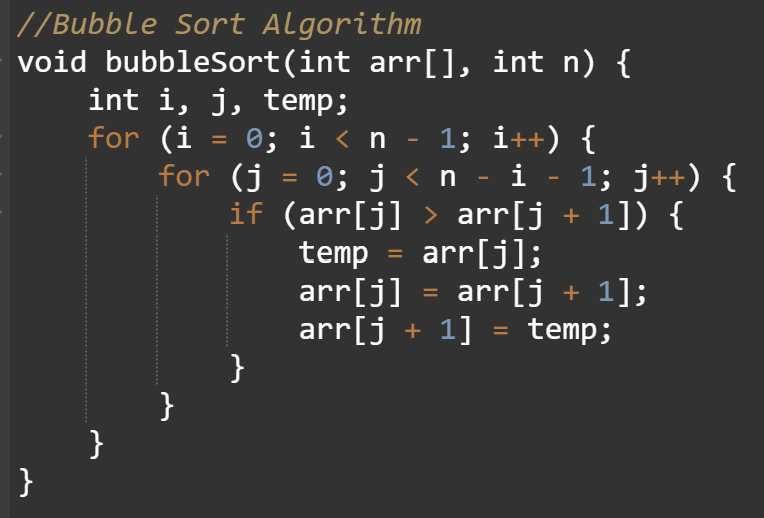 //Bubble Sort Algorithm
void bubbleSort(int arr[], int n) {
    int i, j, temp;
    for (i = 0; i < n - 1; i++) {
        for (j = 0; j < n - i - 1; j++) {
            if (arr[j] > arr[j + 1]) {
                temp = arr[j];
                arr[j] = arr[j + 1];
                arr[j + 1] = temp;
            }
        }
    }
}